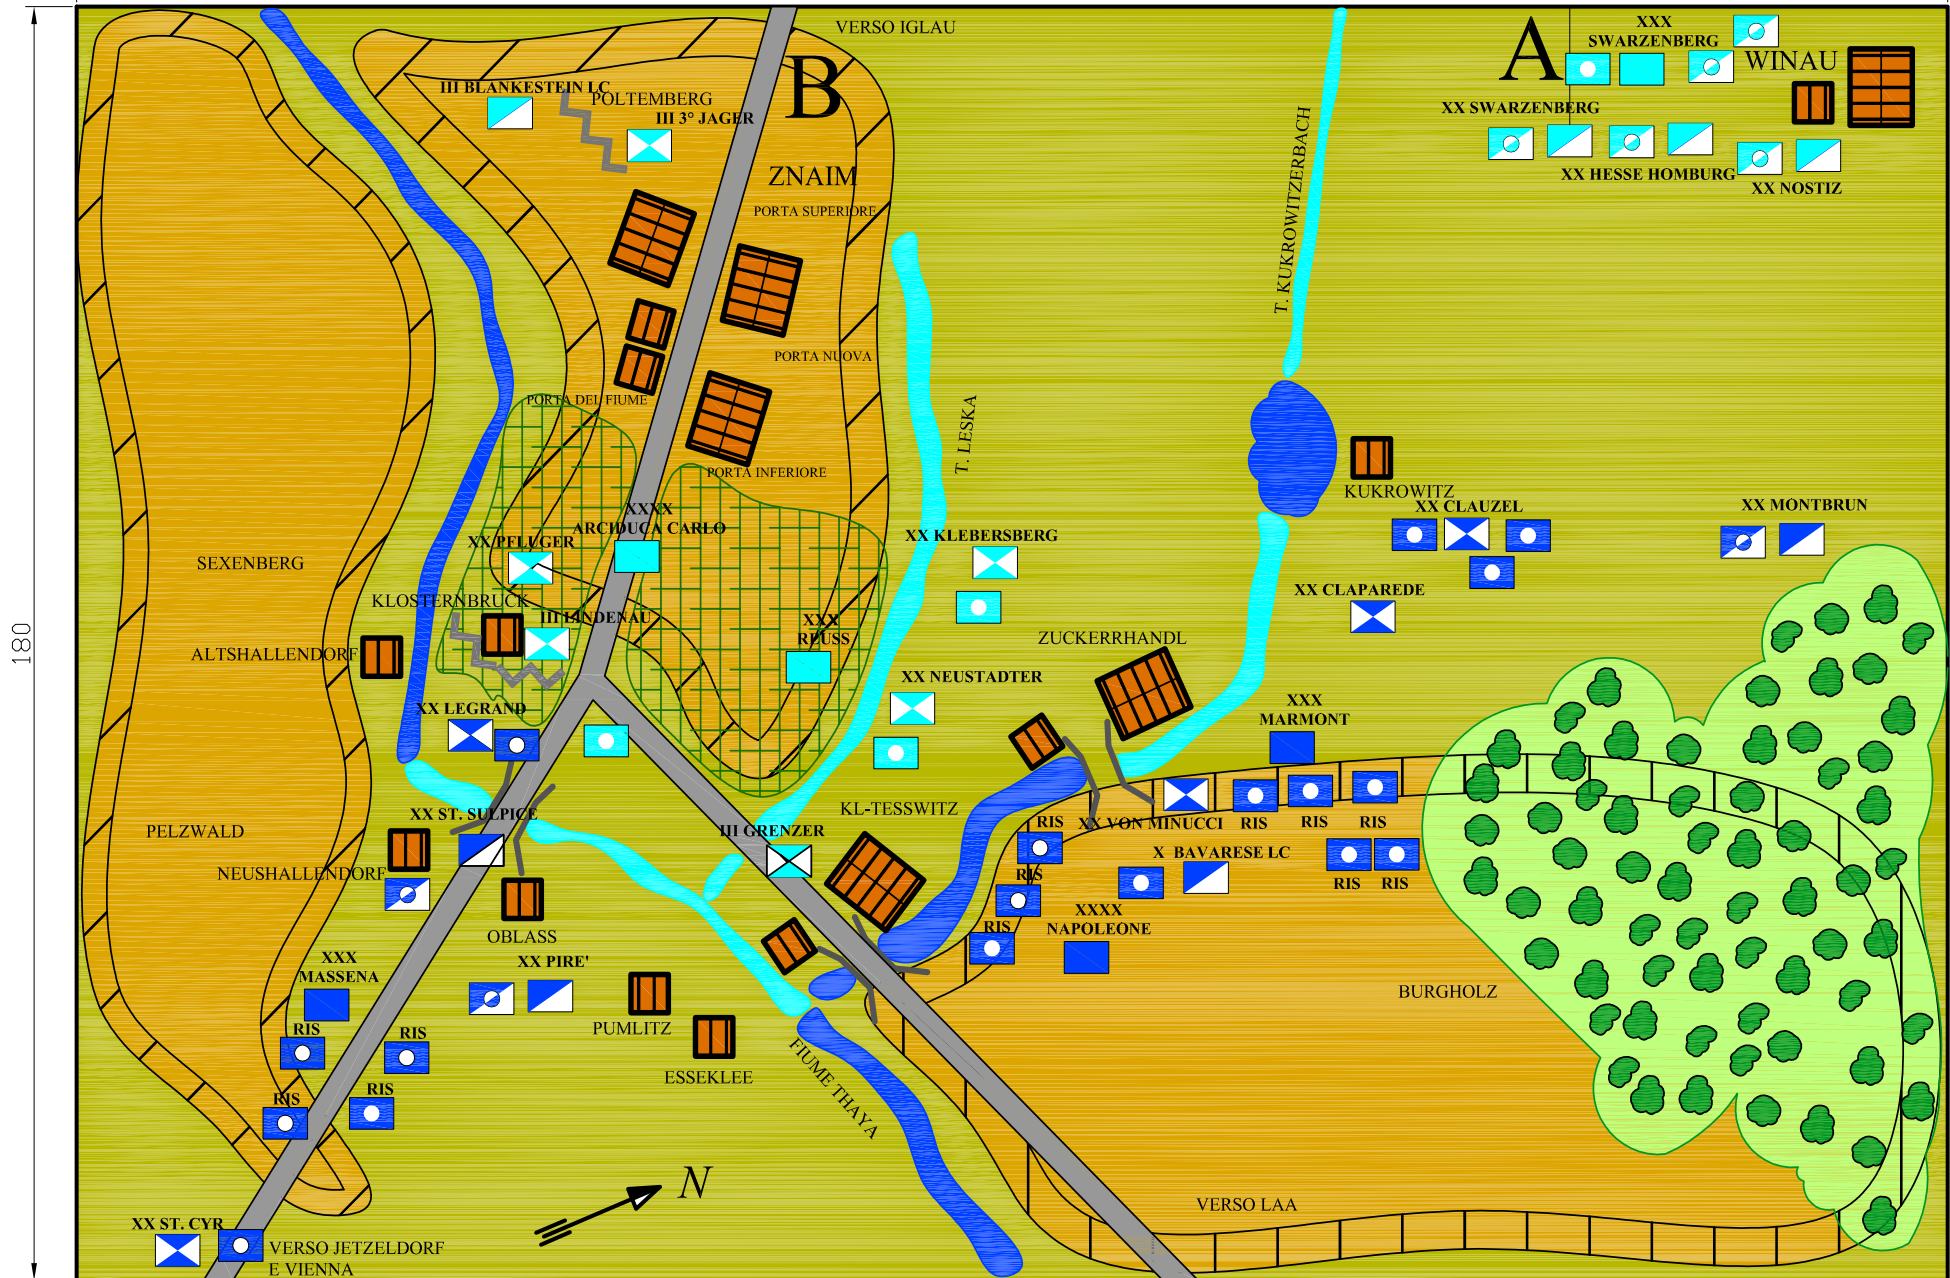 VERSO IGLAU
A
XXX
SWARZENBERG
WINAU
B
III BLANKESTEIN LC
POLTEMBERG
III 3° JAGER
XX SWARZENBERG
XX HESSE HOMBURG
XX NOSTIZ
ZNAIM
PORTA SUPERIORE
T. KUKROWITZERBACH
PORTA NUOVA
PORTA DEL FIUME
PORTA INFERIORE
T. LESKA
KUKROWITZ
XX CLAUZEL
XX MONTBRUN
XXXX
ARCIDUCA CARLO
XX PFLUGER
XX KLEBERSBERG
SEXENBERG
KLOSTERNBRUCK
III LINDENAU
XXX
REUSS
XX CLAPAREDE
ZUCKERRHANDL
180
ALTSHALLENDORF
XX NEUSTADTER
XX LEGRAND
XXX
MARMONT
XX ST. SULPICE
KL-TESSWITZ
PELZWALD
III GRENZER
RIS
XX VON MINUCCI
RIS
RIS
RIS
X BAVARESE LC
NEUSHALLENDORF
RIS
RIS
RIS
XXXX
NAPOLEONE
RIS
OBLASS
XXX
MASSENA
XX PIRE'
BURGHOLZ
PUMLITZ
RIS
RIS
ESSEKLEE
FIUME THAYA
RIS
RIS
N
VERSO LAA
XX ST. CYR
VERSO JETZELDORF
E VIENNA